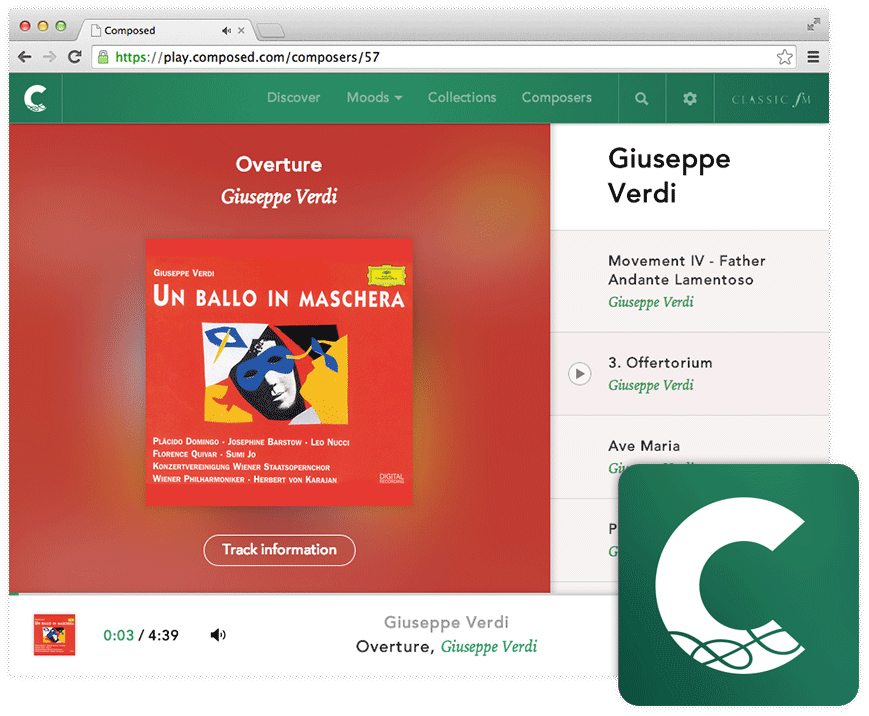 Composed
https://play.composed.com/composers/57
Discover
Moods
Collections
Composers
CLASSIC fM
Overture
Giuseppe Verdi
GIUSEPPE VERDI
UN BALLO IN MASCHERA
PLÁCIDO DOMINGO · JOSEPHINE BARSTOW · LEO NUCCI
FLORENCE QUIVAR · SUMI JO
KONZERTVEREINIGUNG WIENER STAATSOPERNCHOR
WIENER PHILHARMONIKER · HERBERT VON KARAJAN
DIGITAL
RECORDING
Track information
Giuseppe
Verdi
Movement IV - Father
Andante Lamentoso
Giuseppe Verdi
3. Offertorium
Giuseppe Verdi
Ave Maria
0:03 / 4:39
Giuseppe Verdi
Overture, Giuseppe Verdi